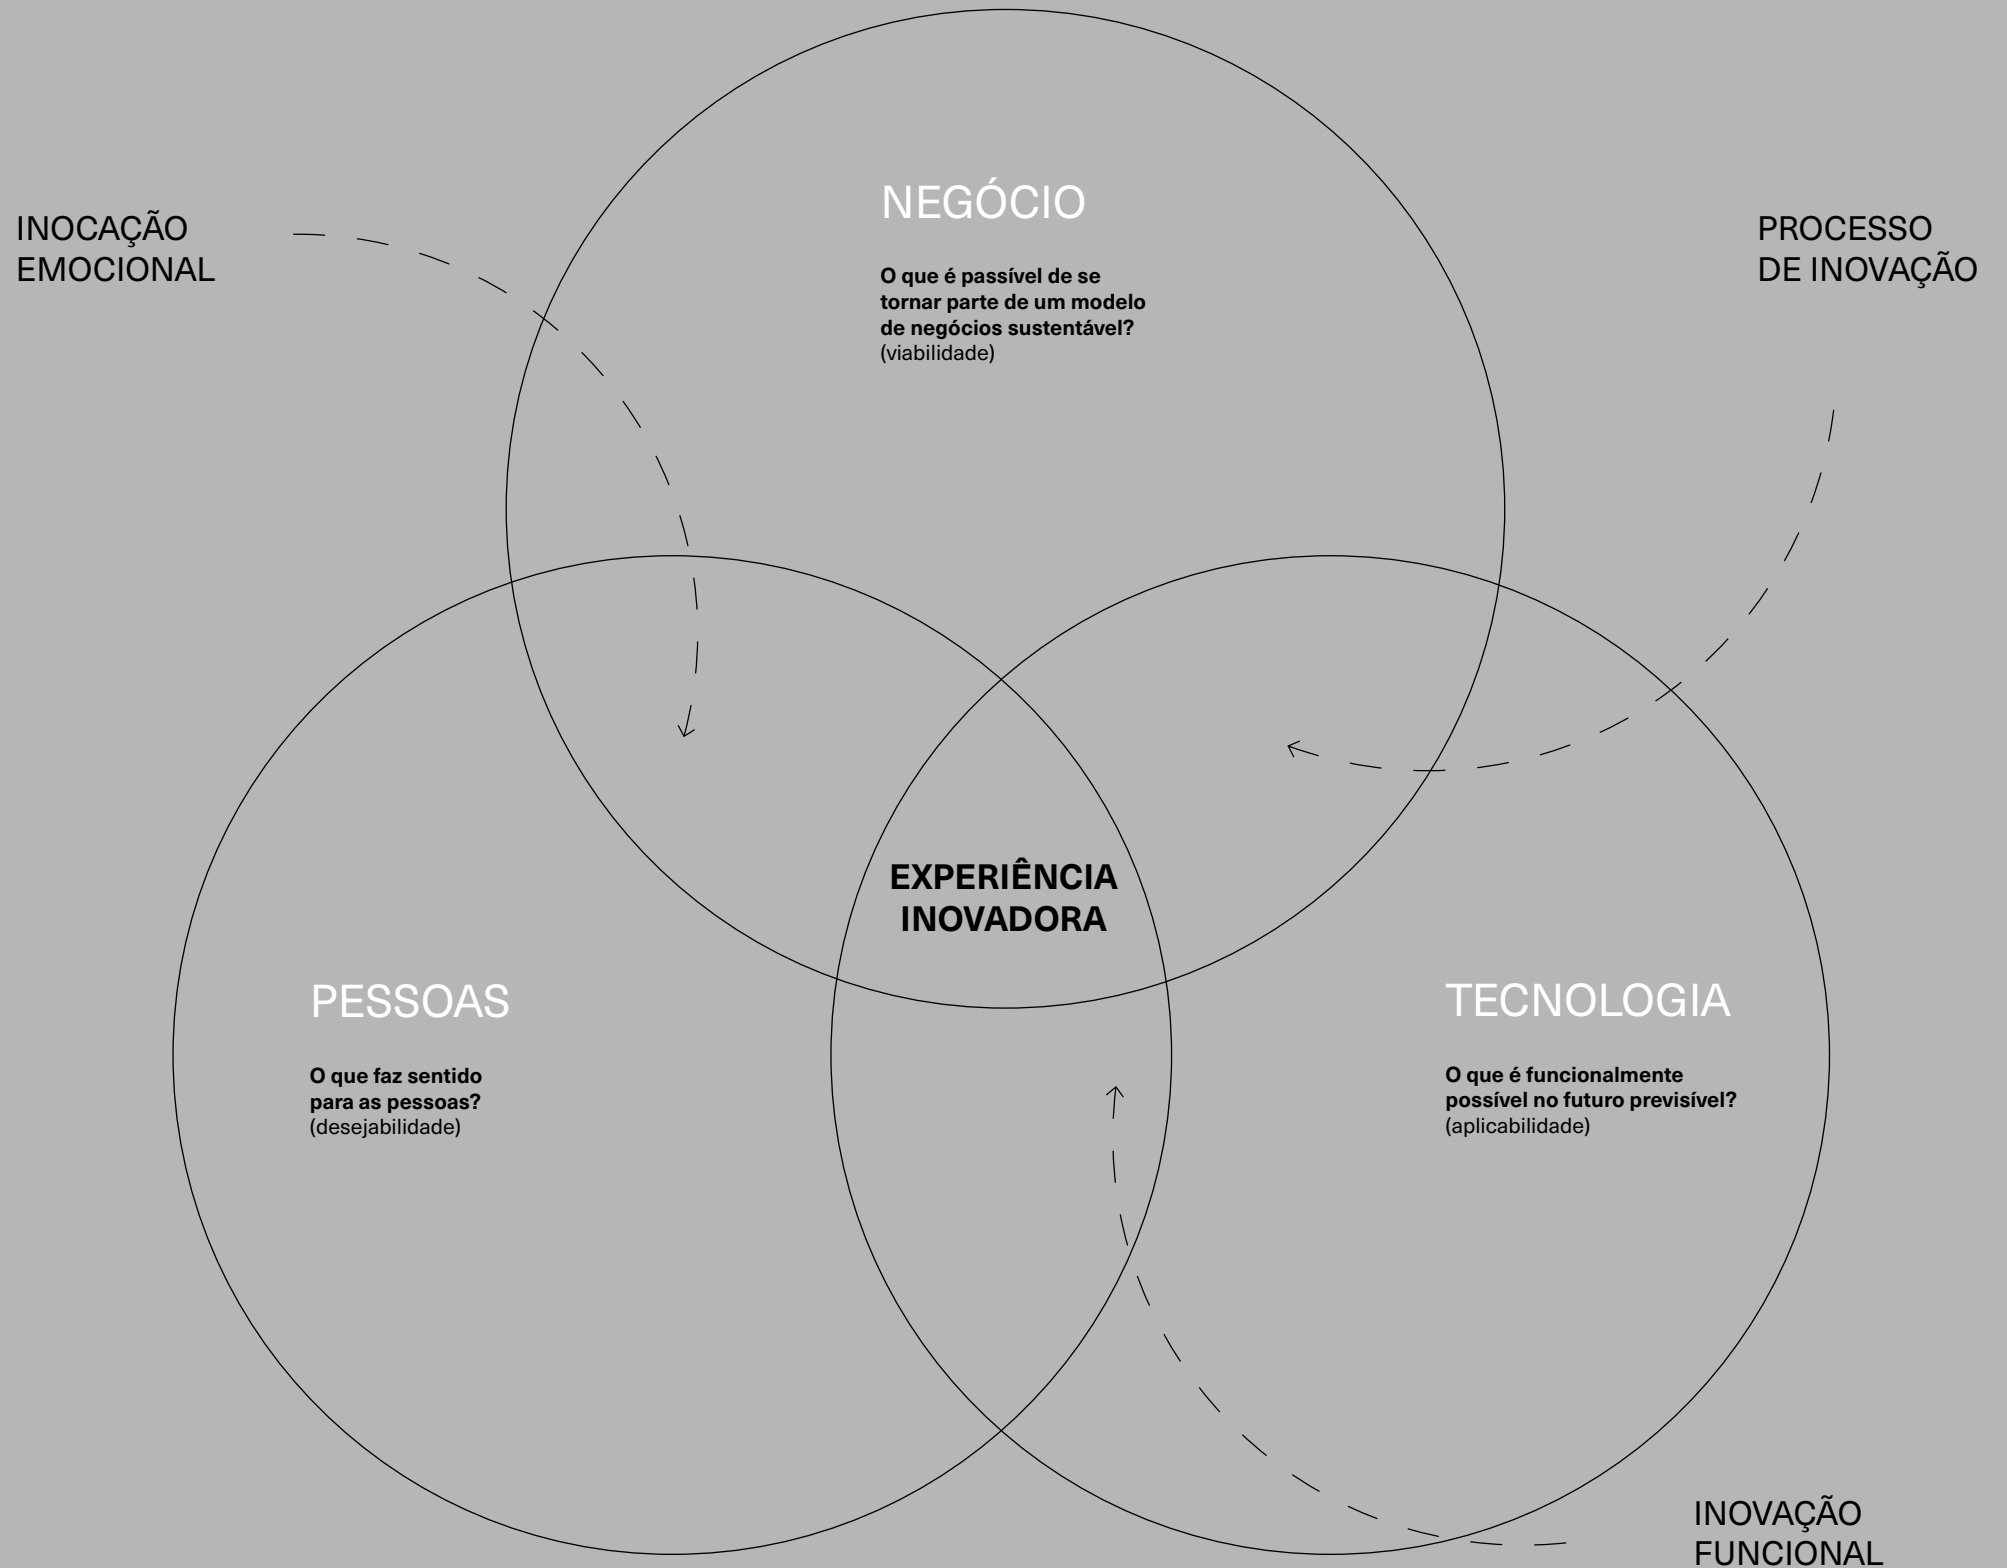 NEGÓCIO
O que é passível de se
tornar parte de um modelo
de negócios sustentável?
(viabilidade)
INOCAÇÃO
EMOCIONAL
PROCESSO
DE INOVAÇÃO
EXPERIÊNCIA
INOVADORA
PESSOAS
O que faz sentido
para as pessoas?
(desejabilidade)
TECNOLOGIA
O que é funcionalmente
possível no futuro previsível?
(aplicabilidade)
INOVAÇÃO
FUNCIONAL